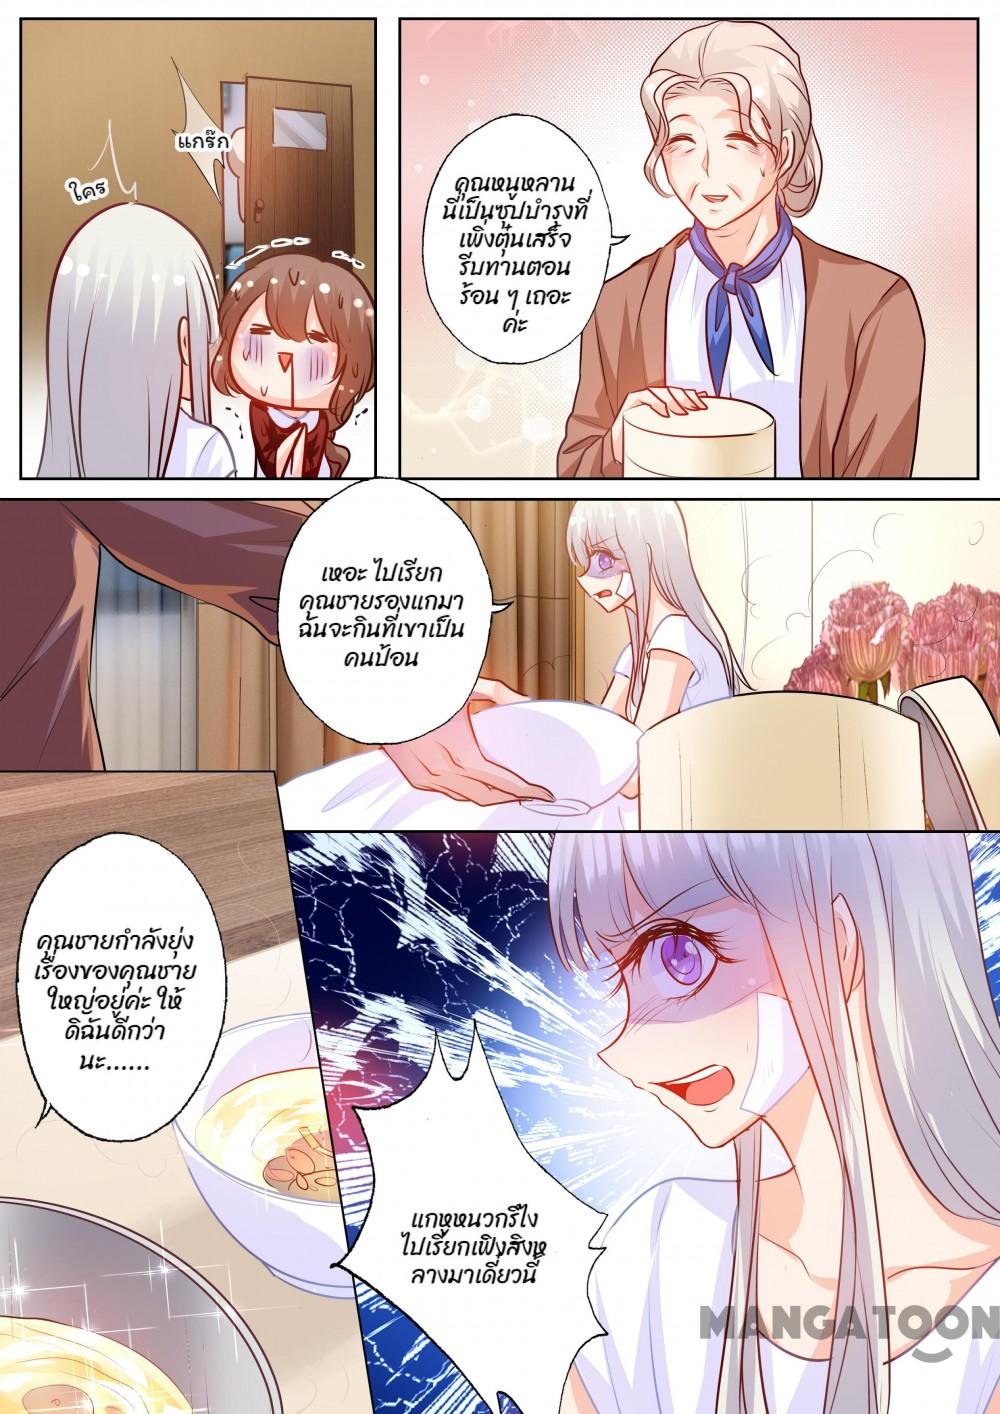 แกร๊ก
ใคร
คุณหนูหลาน
นี่เป็นซุปบำรุงที่
เพิ่งตุ๋นเสร็จ
รีบทานตอน
ร้อน ๆ เถอะ
ค่ะ
เหอะ ไปเรียก
คุณชายรองแกมา
ฉันจะกินที่เขาเป็น
คนป้อน
คุณชายกำลังยุ่ง
เรื่องของคุณชาย
ใหญ่อยู่ค่ะ ให้
ดิฉันดีกว่า
นะ......
แกหูหนวกรึไง
ไปเรียกเฟิงสิงห
ลางมาเดี๋ยวนี้
MANGATOON